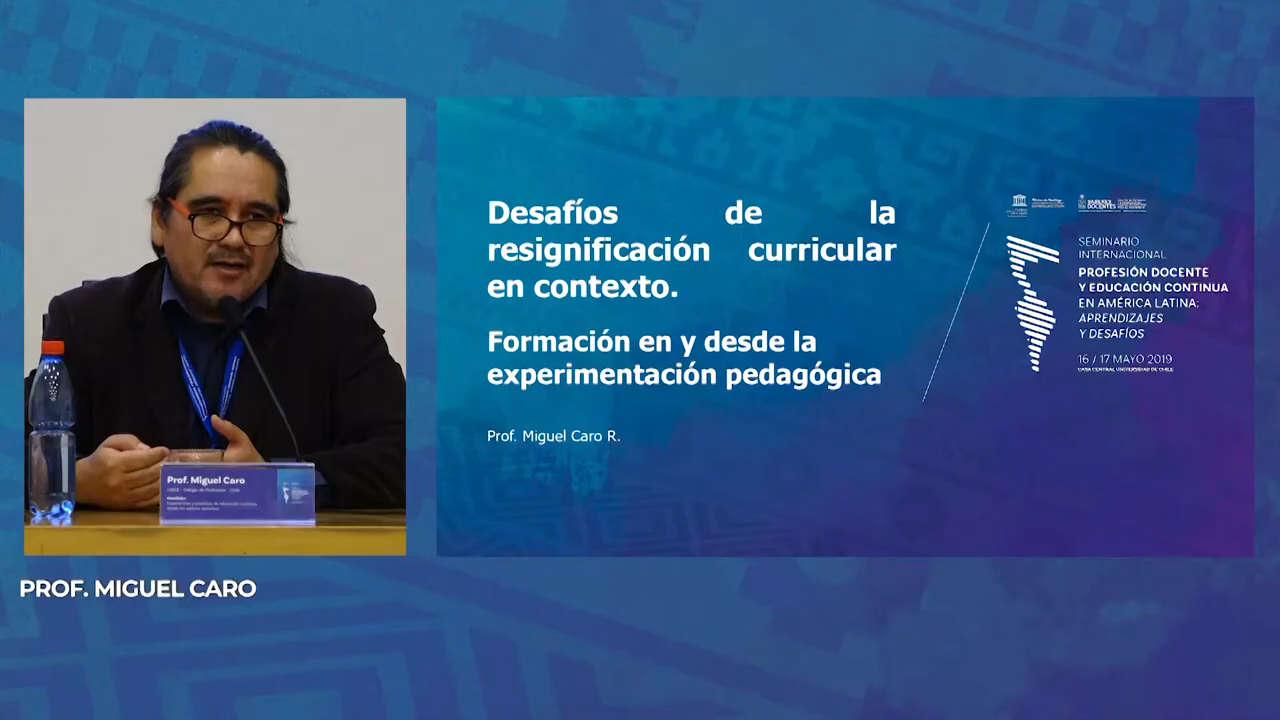 Desafíos de la
resignificación curricular
en contexto.
Formación en y desde la
experimentación pedagógica
Prof. Miguel Caro R.
SEMINARIO
INTERNACIONAL
PROFESIÓN DOCENTE
Y EDUCACIÓN CONTINUA
EN AMÉRICA LATINA:
APRENDIZAJES
Y DESAFÍOS
16 / 17 MAYO 2019
CASA CENTRAL UNIVERSIDAD DE CHILE
Prof. Miguel Caro
PROF. MIGUEL CARO